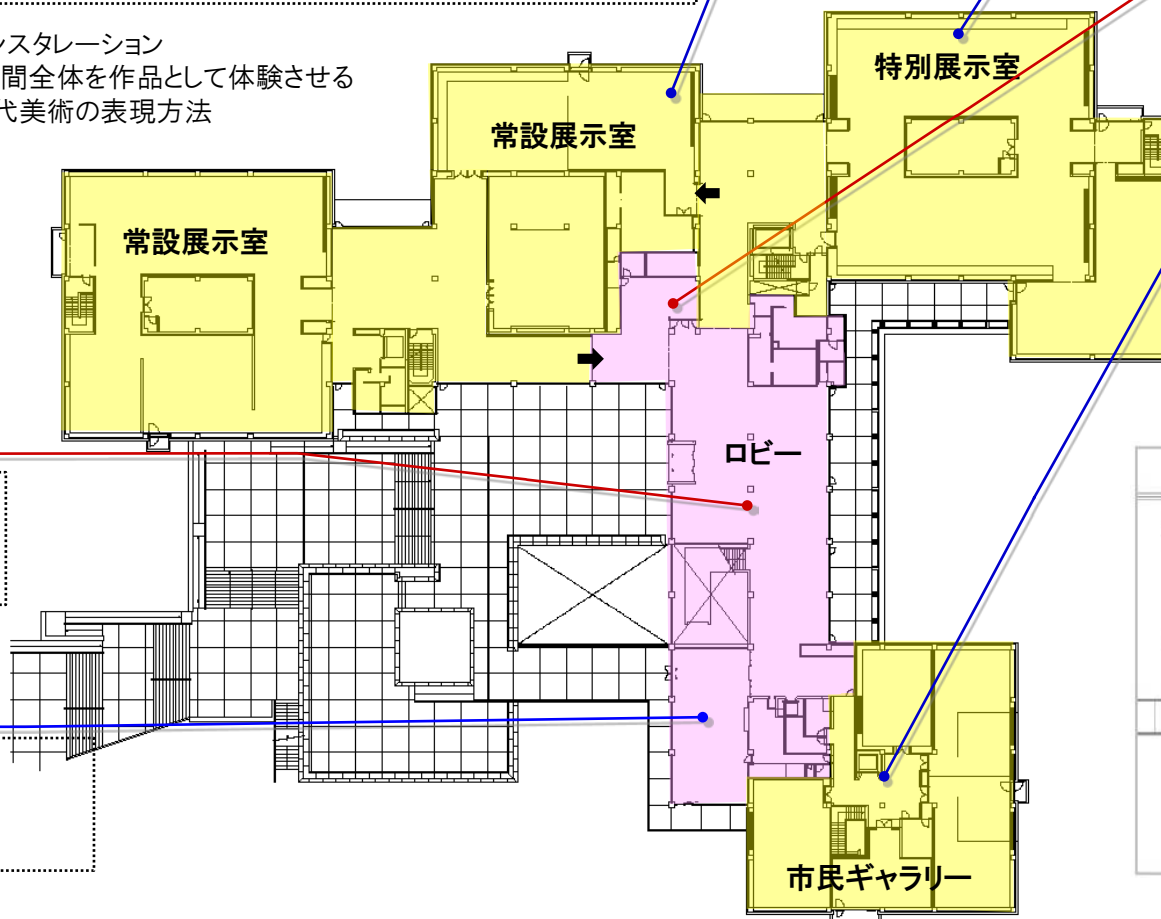 スタレーション
間全体を作品として体験させる
代美術の表現方法
特別展示室
常設展示室
常設展示室
ロビー
市民ギャラリー